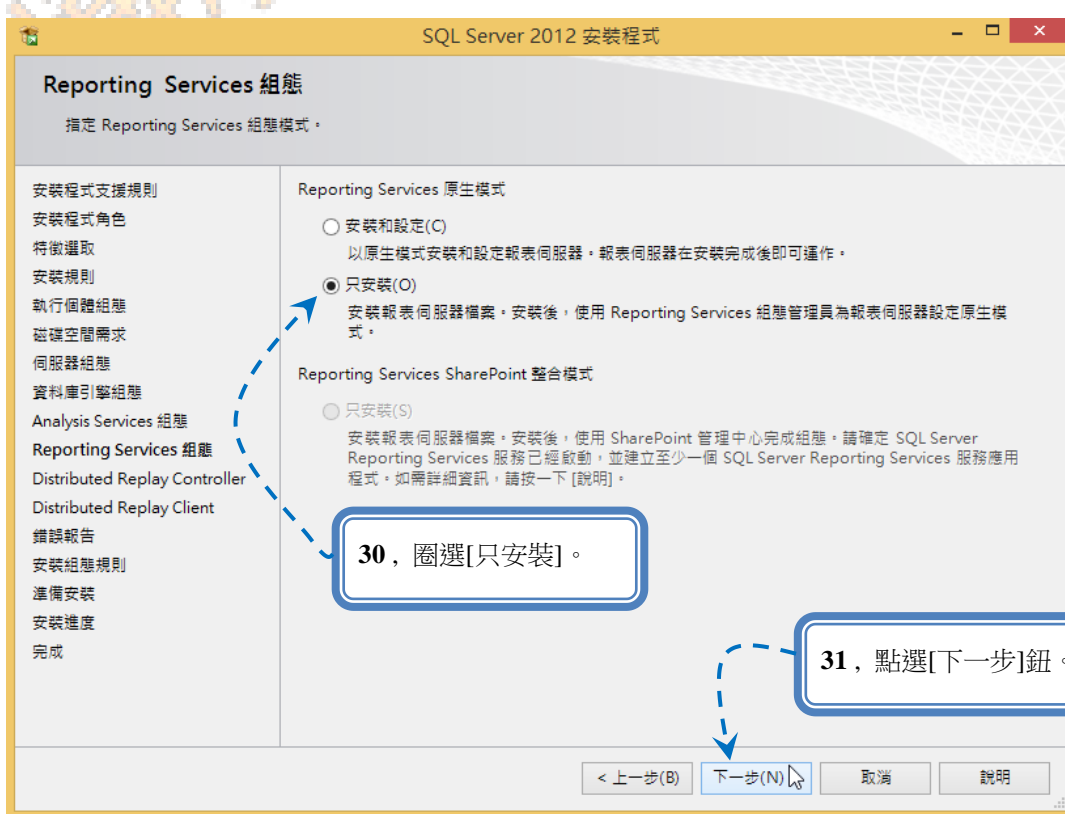 SQL Server 2012 安裝程式
Reporting Services 組態
指定 Reporting Services 組態模式。
安裝程式支援規則
安裝程式角色
特徵選取
安裝規則
執行個體組態
磁碟空間需求
伺服器組態
資料庫引擎組態
Analysis Services 組態
Reporting Services 組態
Distributed Replay Controller
Distributed Replay Client
錯誤報告
安裝組態規則
準備安裝
安裝進度
完成
Reporting Services 原生模式
安裝和設定(C)
以原生模式安裝和設定報表伺服器。報表伺服器在安裝完成後即可運作。
只安裝(O)
安裝報表伺服器檔案。安裝後，使用 Reporting Services 組態管理員為報表伺服器設定原生模
式。
Reporting Services SharePoint 整合模式
只安裝(S)
安裝報表伺服器檔案。安裝後，使用 SharePoint 管理中心完成組態。請確定 SQL Server
Reporting Services 服務已經啟動，並建立至少一個 SQL Server Reporting Services 服務應用
程式。如需詳細資訊，請按一下 [說明]。
30 , 圈選[只安裝]。
31 , 點選[下一步]鈕。
< 上一步(B)
下一步(N) >
取消
說明